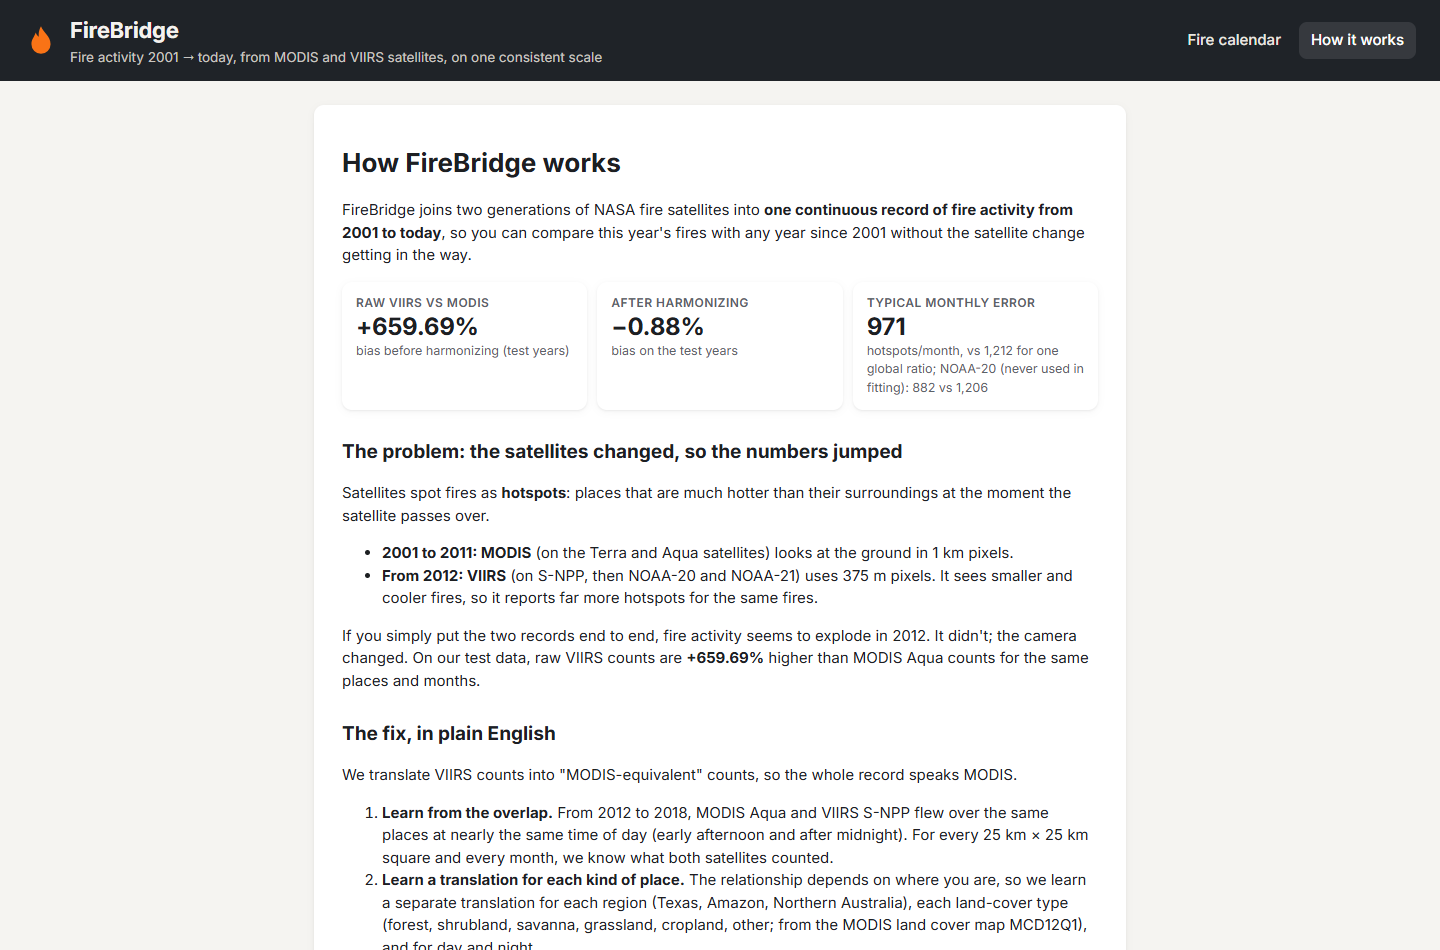 FireBridge
Fire activity 2001 → today, from MODIS and VIIRS satellites, on one consistent scale
Fire calendar
How it works
How FireBridge works
FireBridge joins two generations of NASA fire satellites into one continuous record of fire activity from
2001 to today, so you can compare this year's fires with any year since 2001 without the satellite change
getting in the way.
RAW VIIRS VS MODIS
+659.69%
bias before harmonizing (test years)
AFTER HARMONIZING
−0.88%
bias on the test years
TYPICAL MONTHLY ERROR
971
hotspots/month, vs 1,212 for one
global ratio; NOAA-20 (never used in
fitting): 882 vs 1,206
The problem: the satellites changed, so the numbers jumped
Satellites spot fires as hotspots: places that are much hotter than their surroundings at the moment the
satellite passes over.
• 2001 to 2011: MODIS (on the Terra and Aqua satellites) looks at the ground in 1 km pixels.
• From 2012: VIIRS (on S-NPP, then NOAA-20 and NOAA-21) uses 375 m pixels. It sees smaller and
cooler fires, so it reports far more hotspots for the same fires.
If you simply put the two records end to end, fire activity seems to explode in 2012. It didn't; the camera
changed. On our test data, raw VIIRS counts are +659.69% higher than MODIS Aqua counts for the same
places and months.
The fix, in plain English
We translate VIIRS counts into "MODIS-equivalent" counts, so the whole record speaks MODIS.
1. Learn from the overlap. From 2012 to 2018, MODIS Aqua and VIIRS S-NPP flew over the same
places at nearly the same time of day (early afternoon and after midnight). For every 25 km × 25 km
square and every month, we know what both satellites counted.
2. Learn a translation for each kind of place. The relationship depends on where you are, so we learn
a separate translation for each region (Texas, Amazon, Northern Australia), each land-cover type
(forest, shrubland, savanna, grassland, cropland, other; from the MODIS land cover map MCD12Q1),
and for day and night.